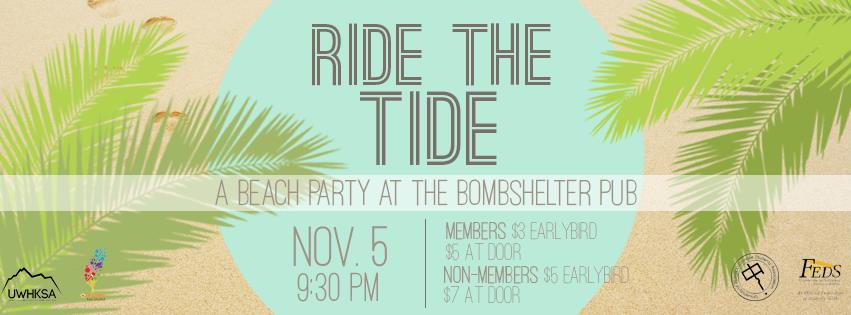 RIDE THE
TIDE
A BEACH PARTY AT THE BOMBSHELTER PUB
NOV. 5
9:30 PM
MEMBERS $3 EARLYBIRD
$5 AT DOOR
NON-MEMBERS $5 EARLYBIRD
$7 AT DOOR
UWHKSA
FEDS